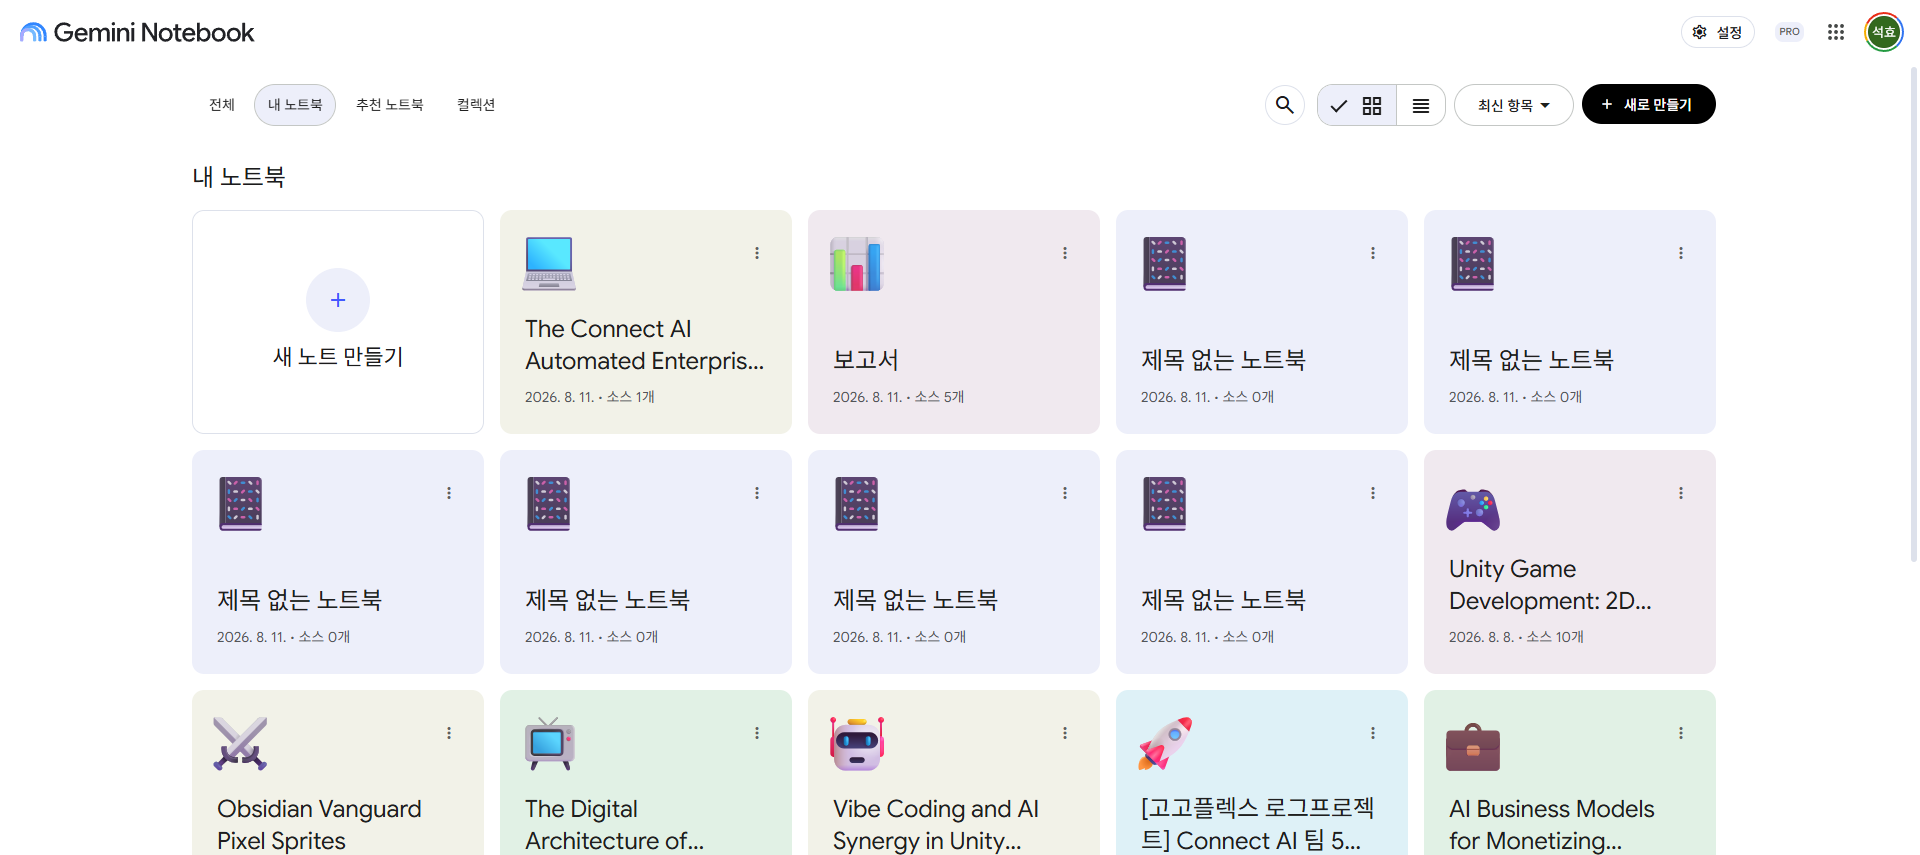 Gemini Notebook
설정
PRO
석효
전체
내 노트북
추천 노트북
컬렉션
최신 항목
+ 새로 만들기
내 노트북
새 노트 만들기
The Connect AI
Automated Enterpris...
2026. 8. 11. • 소스 1개
보고서
2026. 8. 11. • 소스 5개
제목 없는 노트북
2026. 8. 11. • 소스 0개
제목 없는 노트북
2026. 8. 11. • 소스 0개
제목 없는 노트북
2026. 8. 11. • 소스 0개
제목 없는 노트북
2026. 8. 11. • 소스 0개
제목 없는 노트북
2026. 8. 11. • 소스 0개
제목 없는 노트북
2026. 8. 11. • 소스 0개
Unity Game
Development: 2D...
2026. 8. 8. • 소스 10개
Obsidian Vanguard
Pixel Sprites
The Digital
Architecture of...
Vibe Coding and AI
Synergy in Unity...
[고고플렉스 로그프로젝
트] Connect AI 팀 5...
AI Business Models
for Monetizing...